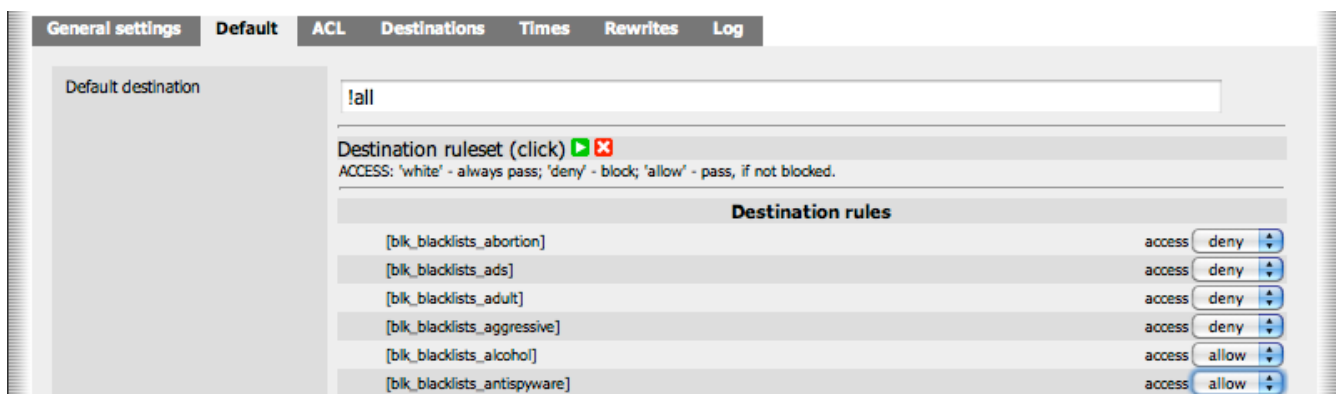 General settings Default ACL Destinations Times Rewrites Log
Default destination
!all
Destination ruleset (click)
ACCESS: 'white' - always pass; 'deny' - block; 'allow' - pass, if not blocked.
Destination rules
[blk_blacklists_abortion] access deny
[blk_blacklists_ads] access deny
[blk_blacklists_adult] access deny
[blk_blacklists_aggressive] access deny
[blk_blacklists_alcohol] access allow
[blk_blacklists_antispyware] access allow